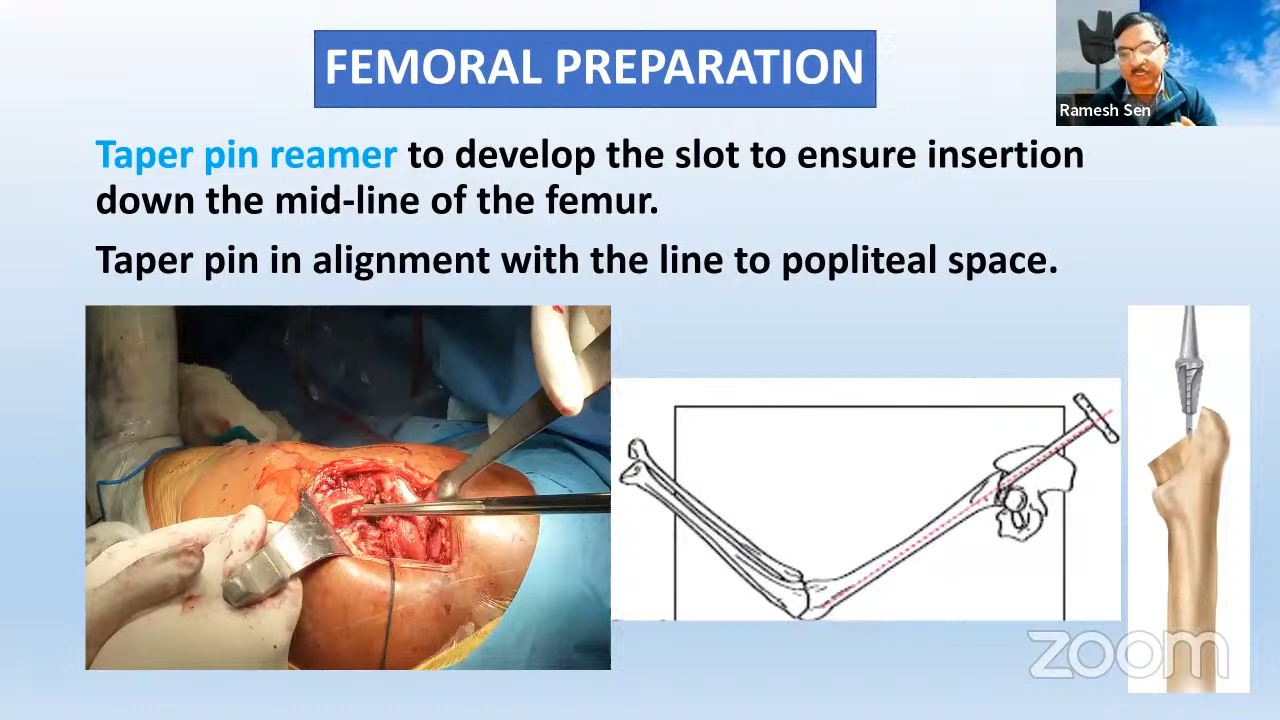 FEMORAL PREPARATION
Ramesh Sen
Taper pin reamer to develop the slot to ensure insertion
down the mid-line of the femur.
Taper pin in alignment with the line to popliteal space.
zoom